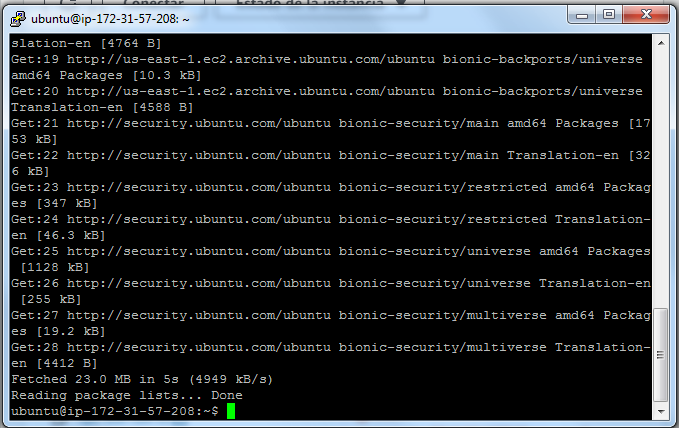 Conectar Estado de la instancia
ubuntu@ip-172-31-57-208: ~
slation-en [4764 B]
Get:19 http://us-east-1.ec2.archive.ubuntu.com/ubuntu bionic-backports/universe
amd64 Packages [10.3 kB]
Get:20 http://us-east-1.ec2.archive.ubuntu.com/ubuntu bionic-backports/universe
Translation-en [4588 B]
Get:21 http://security.ubuntu.com/ubuntu bionic-security/main amd64 Packages [17
53 kB]
Get:22 http://security.ubuntu.com/ubuntu bionic-security/main Translation-en [32
6 kB]
Get:23 http://security.ubuntu.com/ubuntu bionic-security/restricted amd64 Packag
es [347 kB]
Get:24 http://security.ubuntu.com/ubuntu bionic-security/restricted Translation-
en [46.3 kB]
Get:25 http://security.ubuntu.com/ubuntu bionic-security/universe amd64 Packages
 [1128 kB]
Get:26 http://security.ubuntu.com/ubuntu bionic-security/universe Translation-en
 [255 kB]
Get:27 http://security.ubuntu.com/ubuntu bionic-security/multiverse amd64 Packag
es [19.2 kB]
Get:28 http://security.ubuntu.com/ubuntu bionic-security/multiverse Translation-
en [4412 B]
Fetched 23.0 MB in 5s (4949 kB/s)
Reading package lists... Done
ubuntu@ip-172-31-57-208:~$